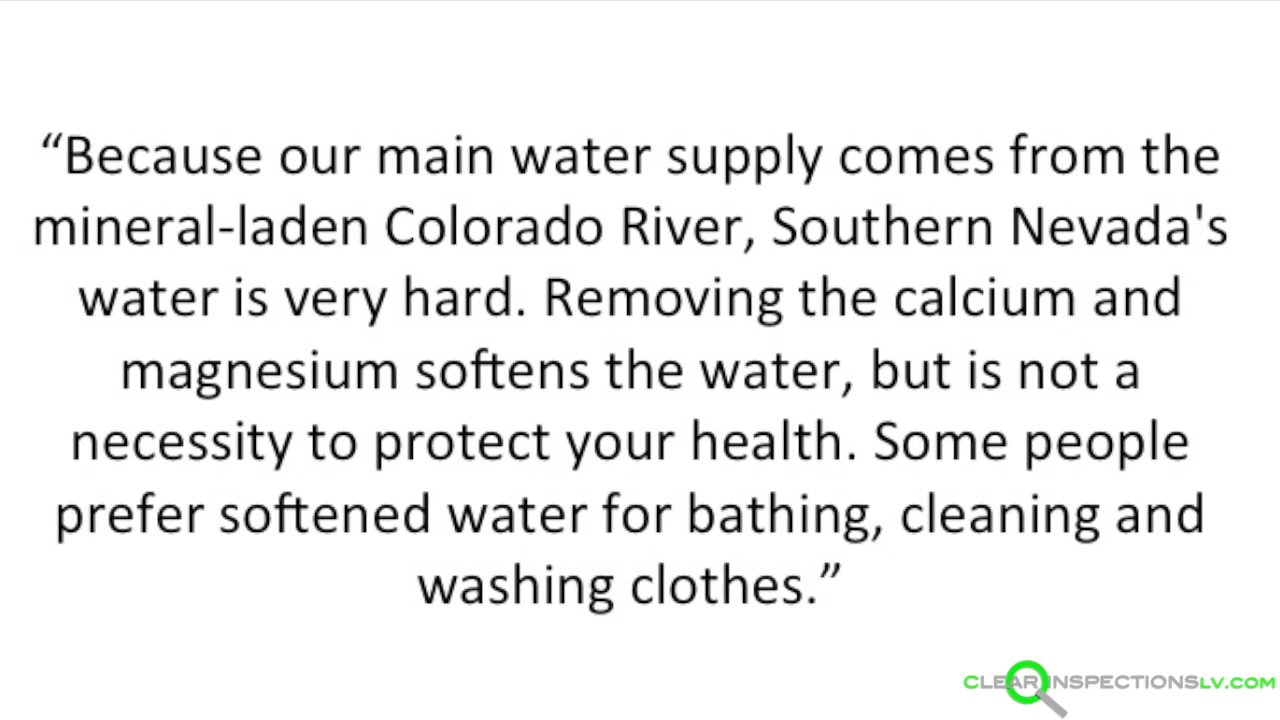 “Because our main water supply comes from the
mineral-laden Colorado River, Southern Nevada's
water is very hard. Removing the calcium and
magnesium softens the water, but is not a
necessity to protect your health. Some people
prefer softened water for bathing, cleaning and
washing clothes.”
CLEARINSPECTIONSLV.COM